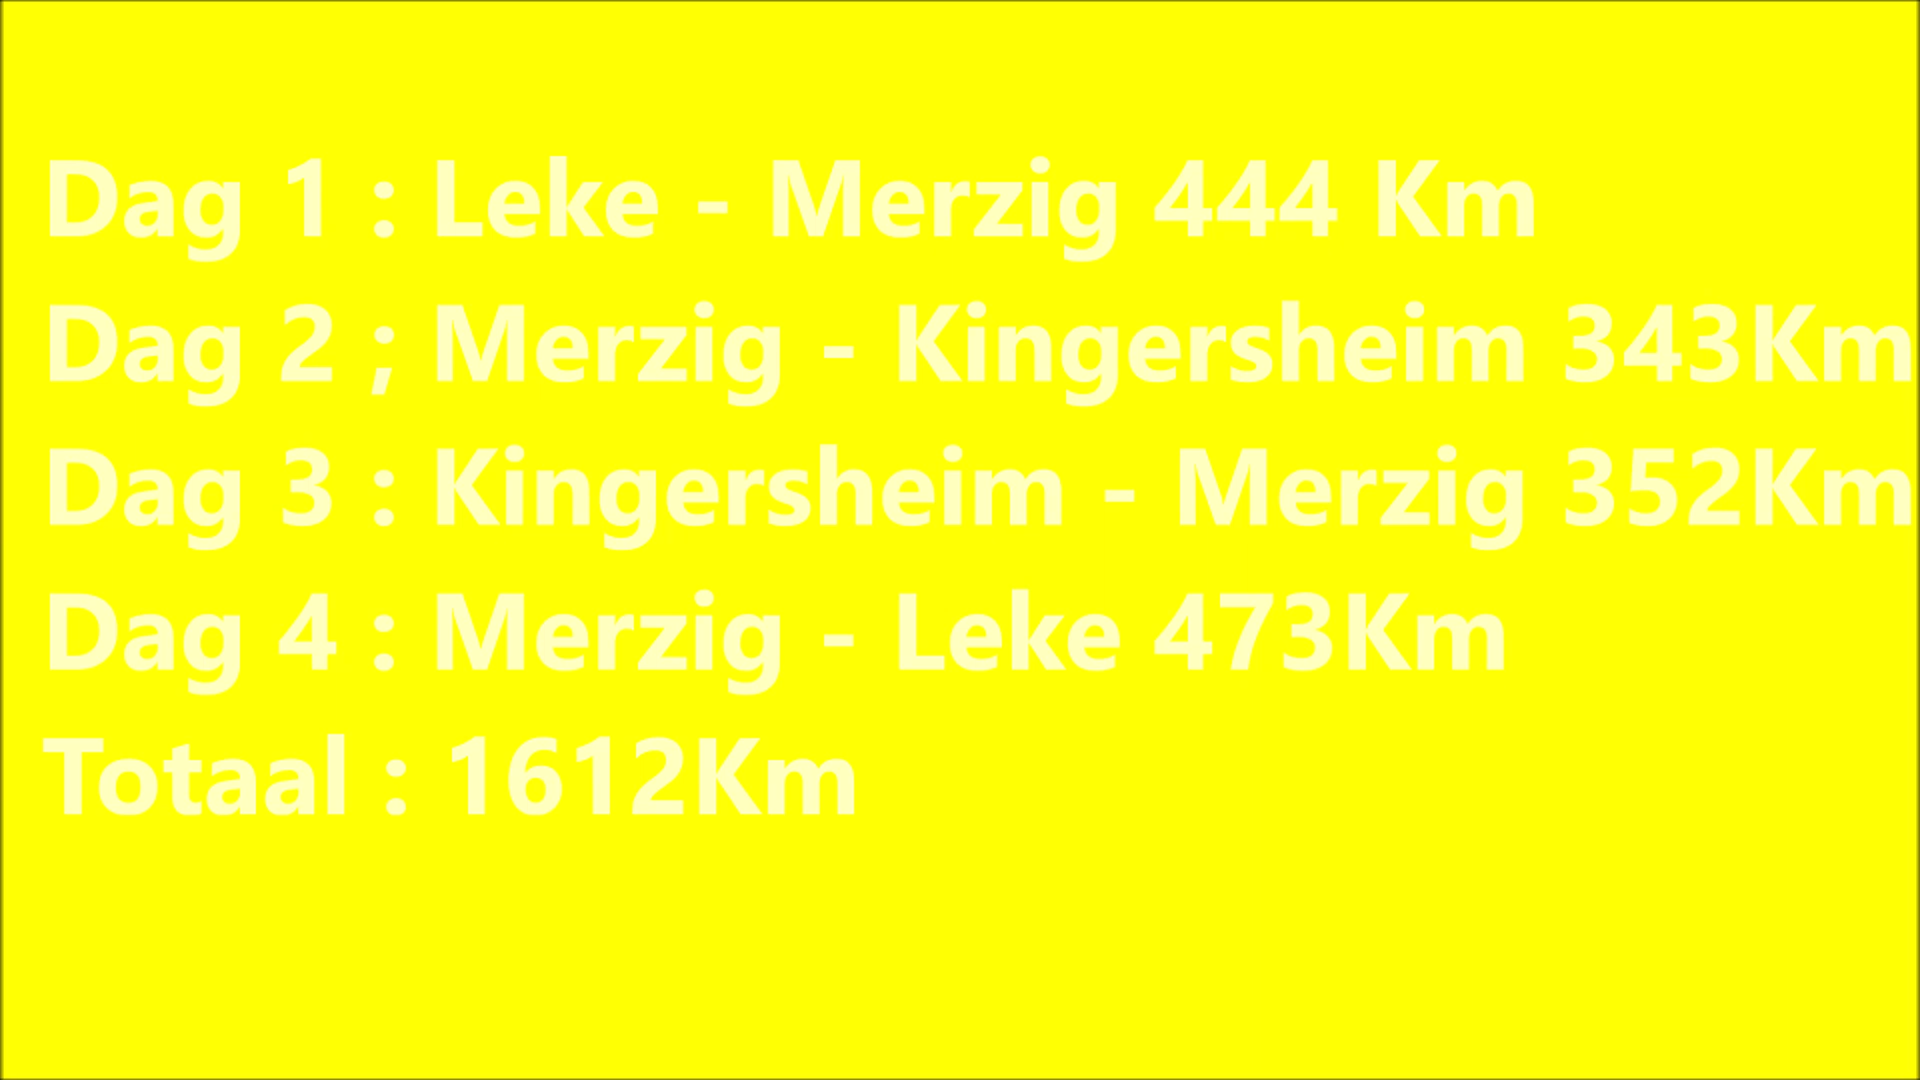 Dag 1 : Leke - Merzig 444 Km
Dag 2 ; Merzig - Kingersheim 343Km
Dag 3 : Kingersheim - Merzig 352Km
Dag 4 : Merzig - Leke 473Km
Totaal : 1612Km